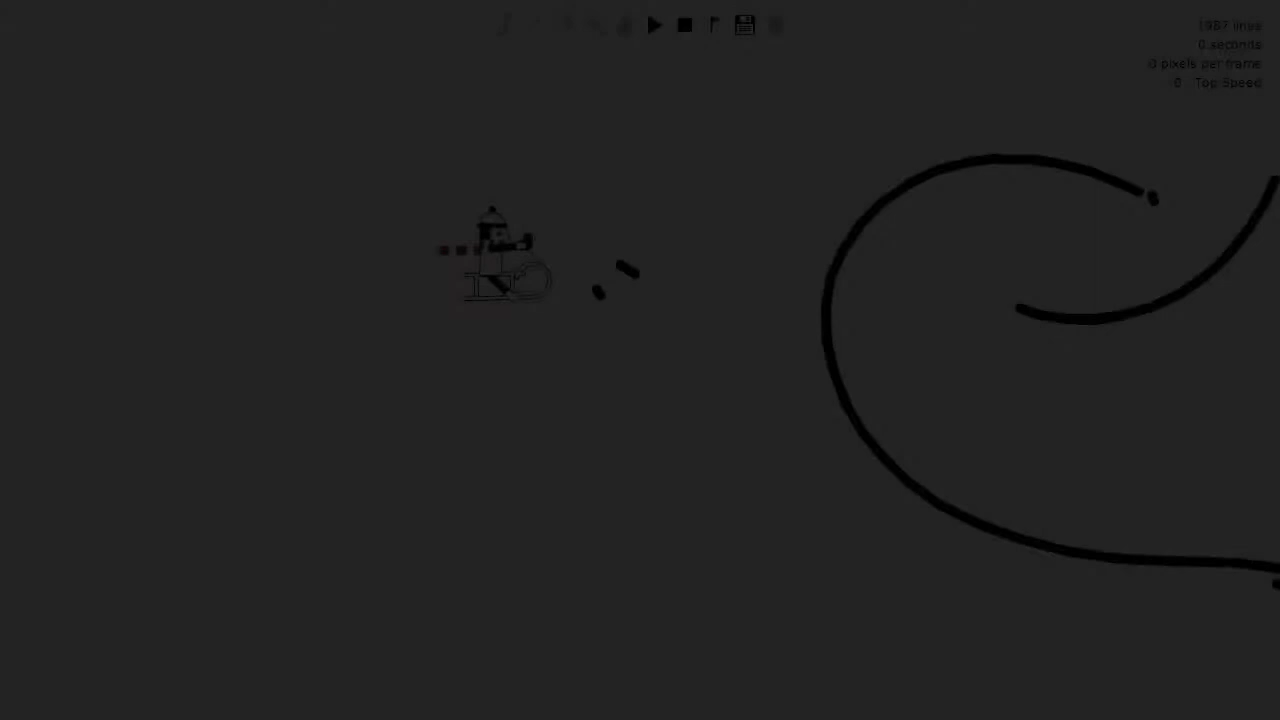 1987 lines
0 seconds
0 pixels per frame
0 : Top Speed